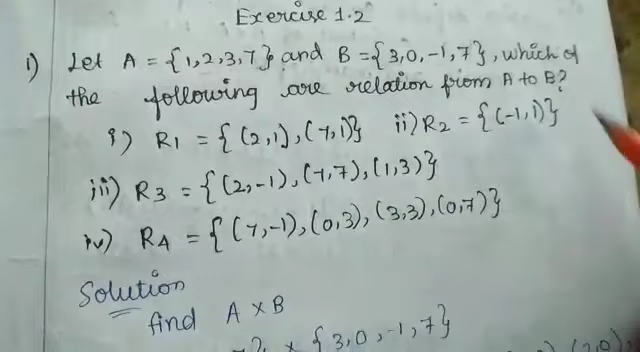 Exercise 1.2
1) Let A = {1,2,3,7} and B = {3,0,-1,7}, which of
the following are relation from A to B?
i) R1 = {(2,1),(7,1)} ii) R2 = {(-1,1)}
iii) R3 = {(2,-1),(7,7),(1,3)}
iv) R4 = {(7,-1),(0,3),(3,3),(0,7)}
Solution
find A x B
x {3,0,-1,7}